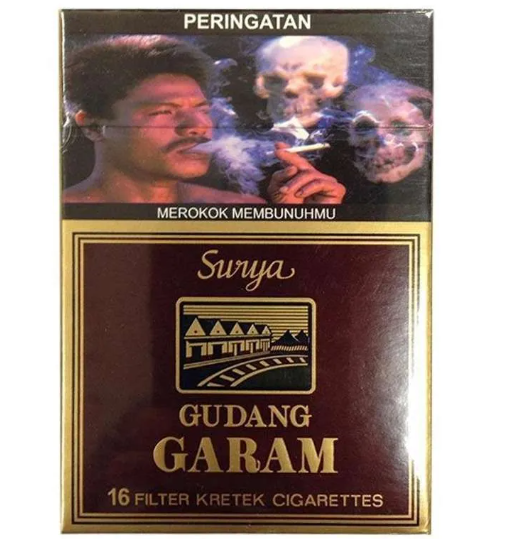 PERINGATAN
MEROKOK MEMBUNUHMU
Surya
GUDANG
GARAM
16 FILTER KRETEK CIGARETTES